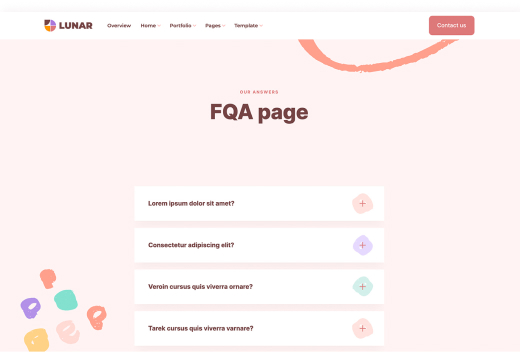 LUNAR
Overview Home Portfolio Pages Template
Contact us
OUR ANSWERS
FQA page
Lorem ipsum dolor sit amet?
Consectetur adipiscing elit?
Veroin cursus quis viverra ornare?
Tarek cursus quis viverra varnare?